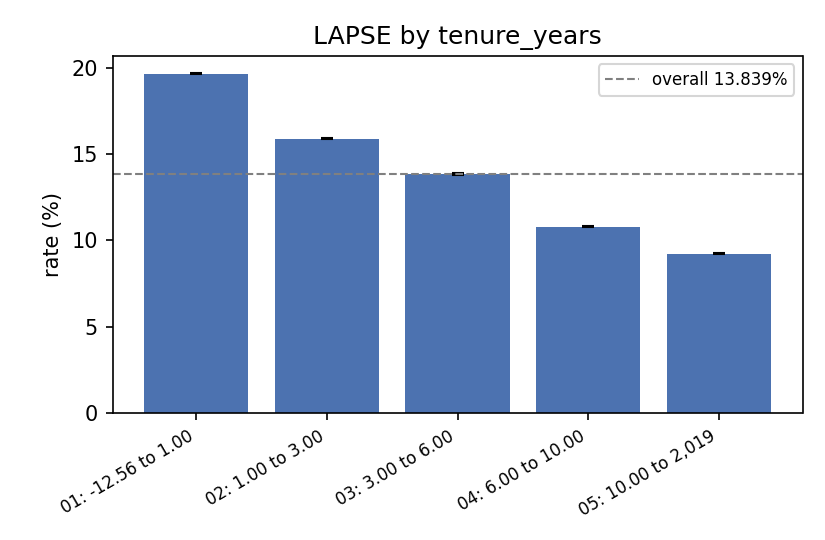 LAPSE by tenure_years
overall 13.839%
rate (%)
20
15
10
5
0
01: -12.56 to 1.00
02: 1.00 to 3.00
03: 3.00 to 6.00
04: 6.00 to 10.00
05: 10.00 to 2,019